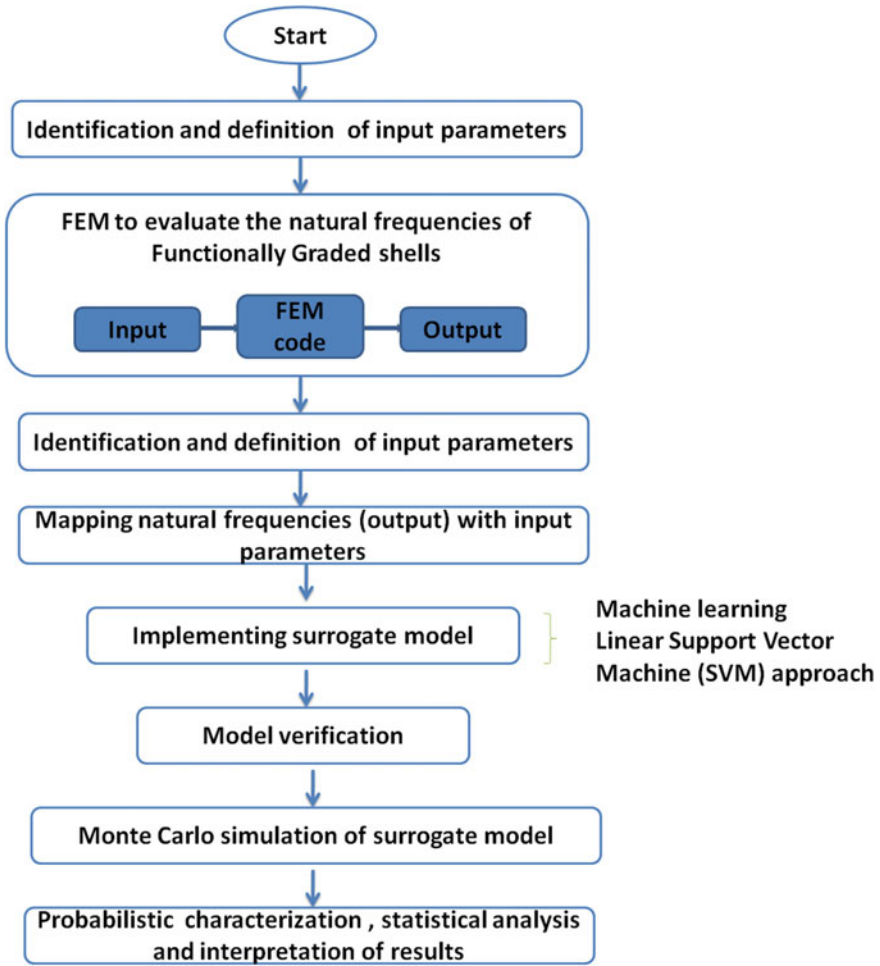 Start
Identification and definition of input parameters
FEM to evaluate the natural frequencies of
Functionally Graded shells
Input
FEM
code
Output
Identification and definition of input parameters
Mapping natural frequencies (output) with input
parameters
Implementing surrogate model
Machine learning
Linear Support Vector
Machine (SVM) approach
Model verification
Monte Carlo simulation of surrogate model
Probabilistic characterization , statistical analysis
and interpretation of results